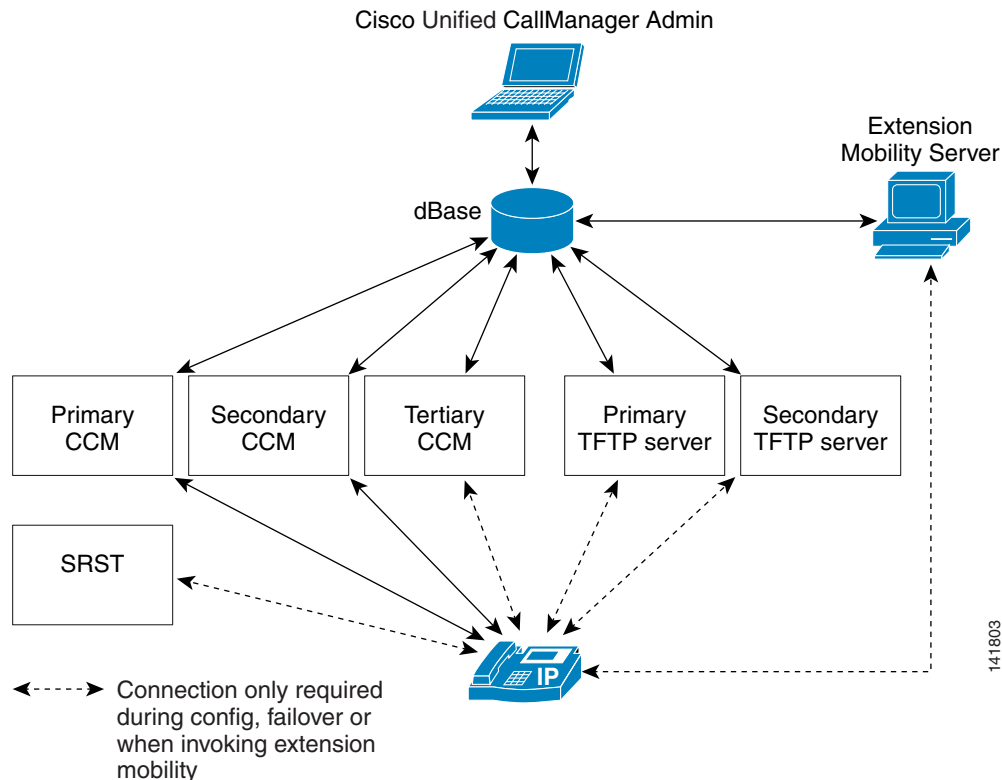 Cisco Unified CallManager Admin
Extension
Mobility Server
dBase
Primary
CCM
Secondary
CCM
Tertiary
CCM
Primary
TFTP server
Secondary
TFTP server
SRST
IP
141803
Connection only required
during config, failover or
when invoking extension
mobility